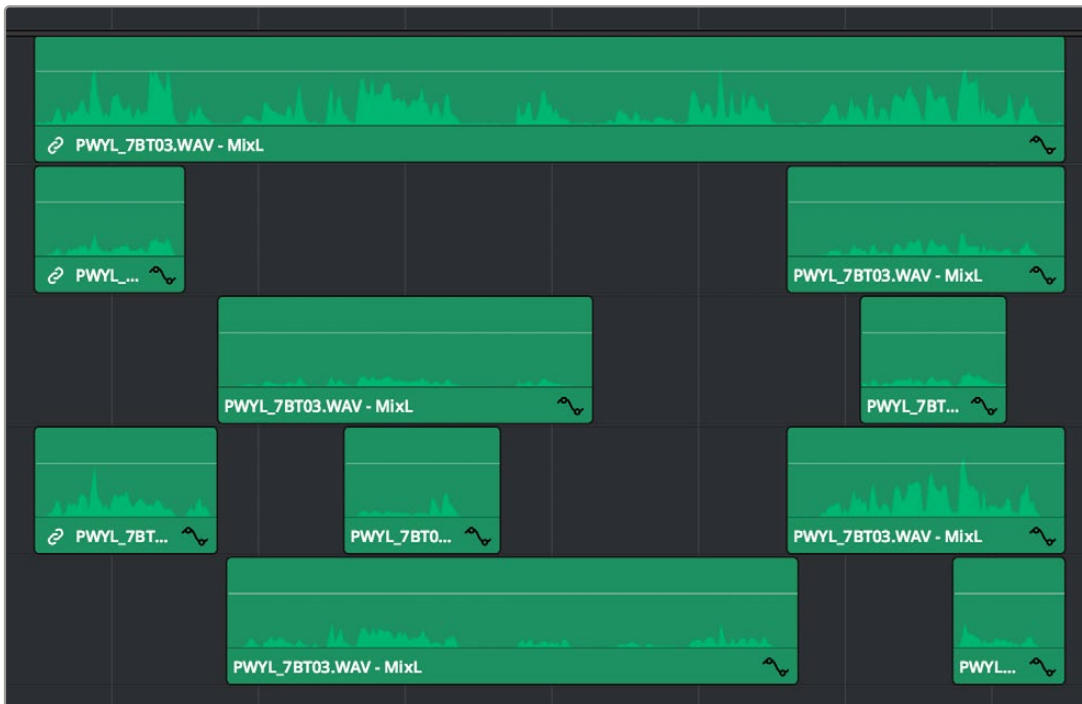 PWYL_7BT03.WAV - MixL
PWYL_... PWYL_7BT03.WAV - MixL
PWYL_7BT03.WAV - MixL PWYL_7BT...
PWYL_7BT... PWYL_7BT0... PWYL_7BT03.WAV - MixL
PWYL_7BT03.WAV - MixL PWYL...